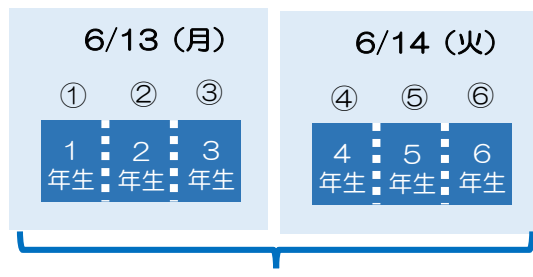 6/13（月）
① ② ③
1年生 2年生 3年生
6/14（火）
④ ⑤ ⑥
4年生 5年生 6年生